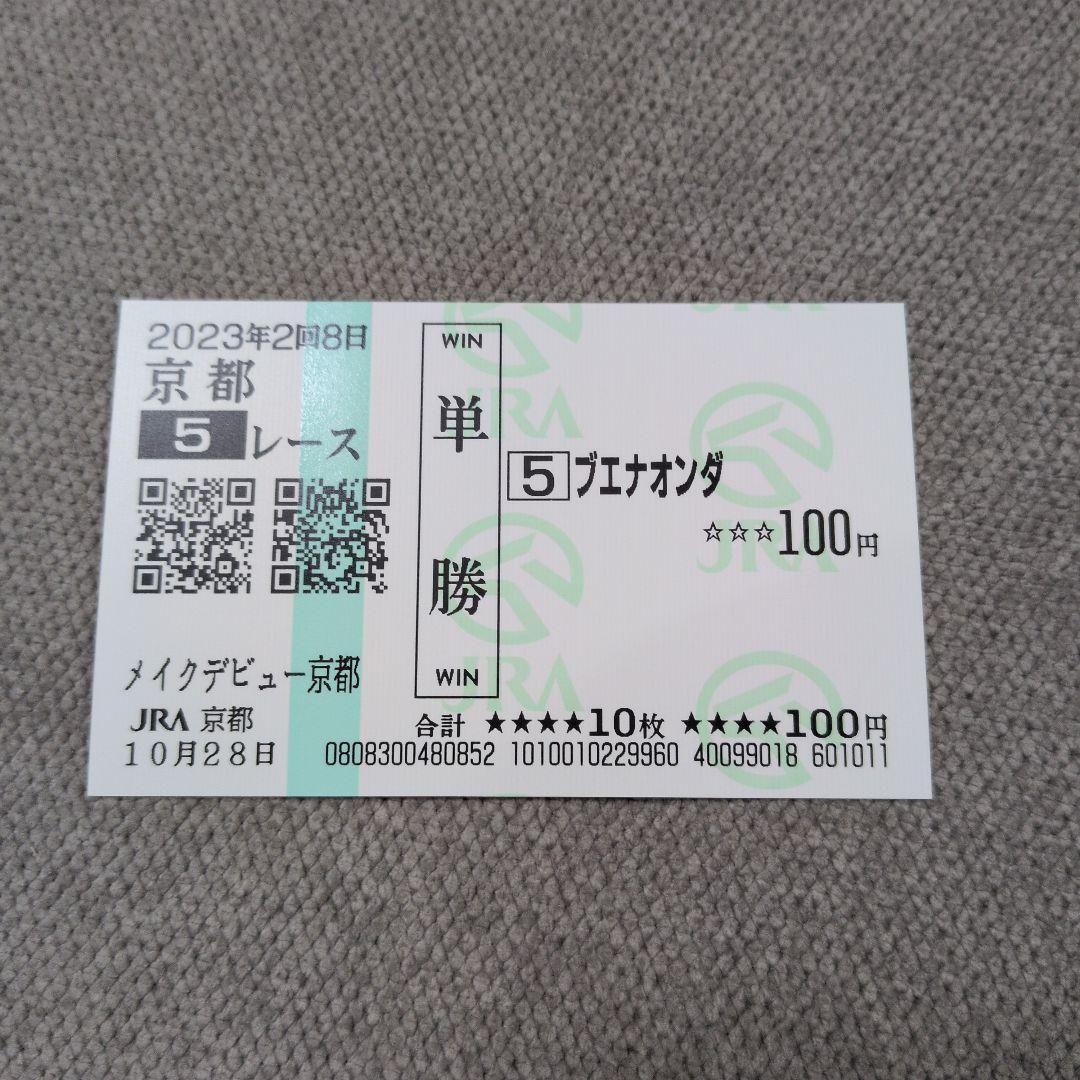 2023年2回8日
京都
5レース
WIN
単勝
WIN
5 ブエナオンダ
☆☆☆100円
メイクデビュー京都
JRA 京都
10月28日
合計 ★★★★10枚 ★★★★100円
0808300480852 1010010229960 40099018 601011
JRA
JRA
JRA
JRA